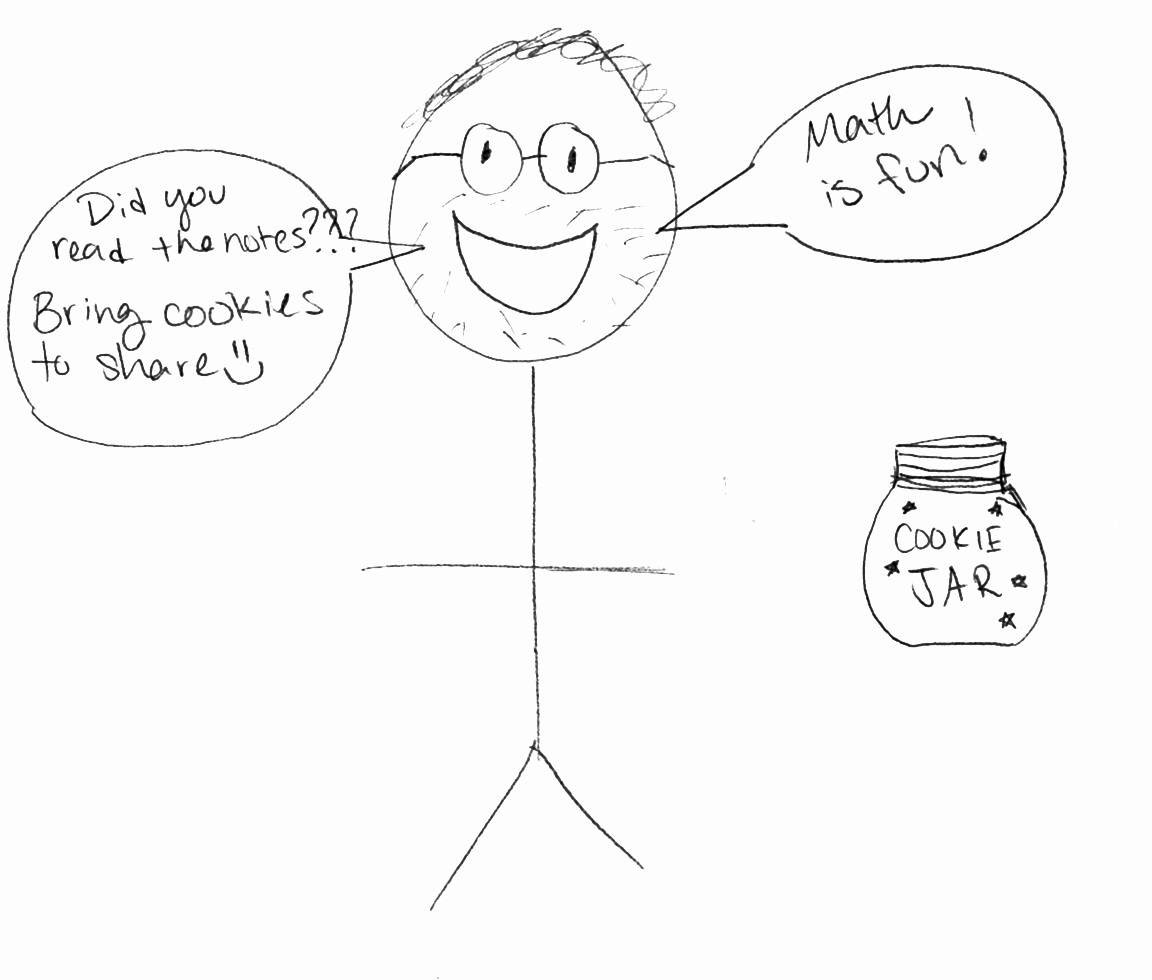 Did you
read the notes???
Bring cookies
to share
Math
is fun!
COOKIE
JAR